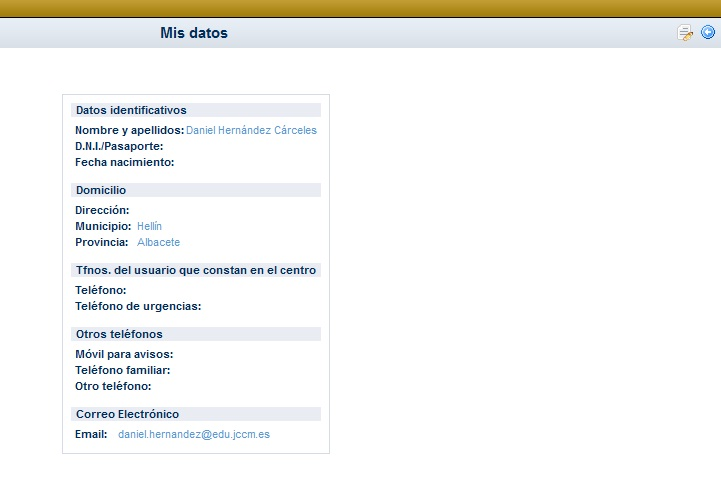 Mis datos
Datos identificativos
Nombre y apellidos: Daniel Hernández Cárceles
D.N.I./Pasaporte:
Fecha nacimiento:
Domicilio
Dirección:
Municipio: Hellín
Provincia: Albacete
Tfnos. del usuario que constan en el centro
Teléfono:
Teléfono de urgencias:
Otros teléfonos
Móvil para avisos:
Teléfono familiar:
Otro teléfono:
Correo Electrónico
Email: daniel.hernandez@edu.jccm.es